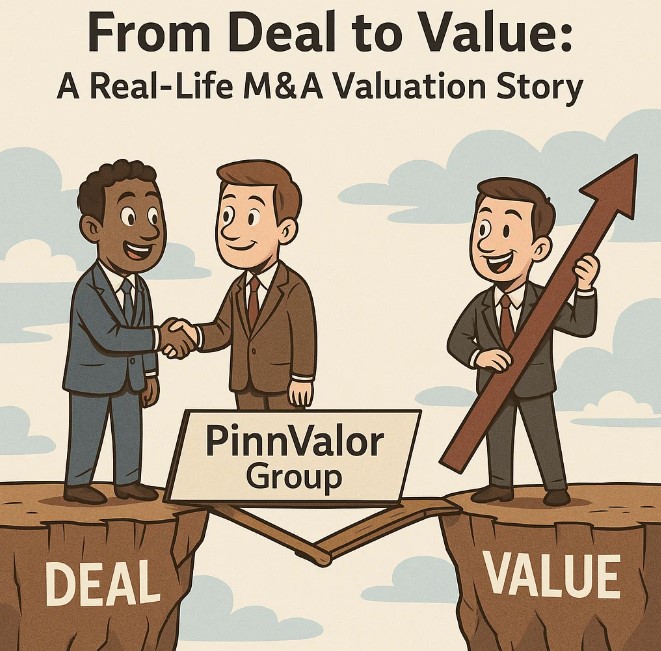 From Deal to Value:
A Real-Life M&A Valuation Story
PinnValor
Group
DEAL
VALUE